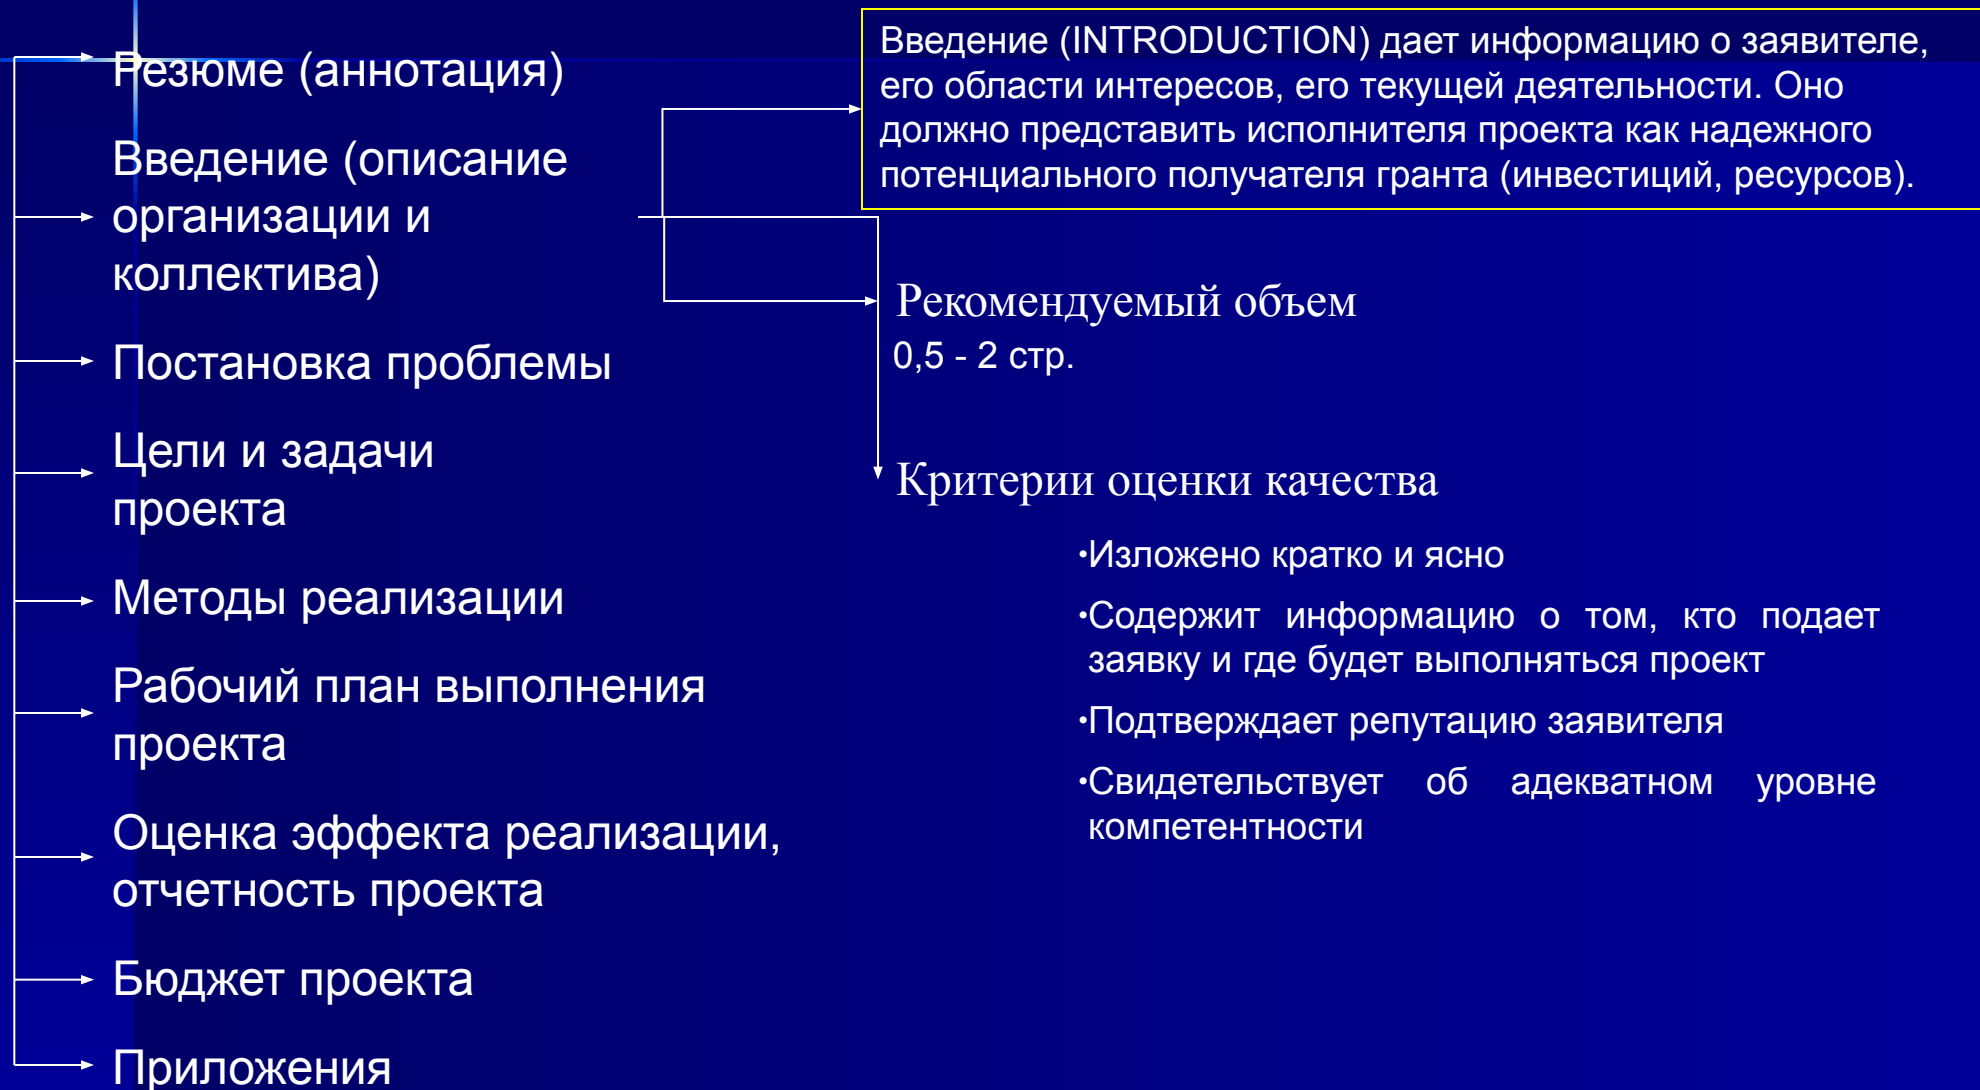 Резюме (аннотация)
Введение (описание
организации и
коллектива)
Постановка проблемы
Цели и задачи
проекта
Методы реализации
Рабочий план выполнения
проекта
Оценка эффекта реализации,
отчетность проекта
Бюджет проекта
Приложения
Введение (INTRODUCTION) дает информацию о заявителе,
его области интересов, его текущей деятельности. Оно
должно представить исполнителя проекта как надежного
потенциального получателя гранта (инвестиций, ресурсов).
Рекомендуемый объем
0,5 - 2 стр.
Критерии оценки качества
•Изложено кратко и ясно
•Содержит информацию о том, кто подает
заявку и где будет выполняться проект
•Подтверждает репутацию заявителя
•Свидетельствует об адекватном уровне
компетентности